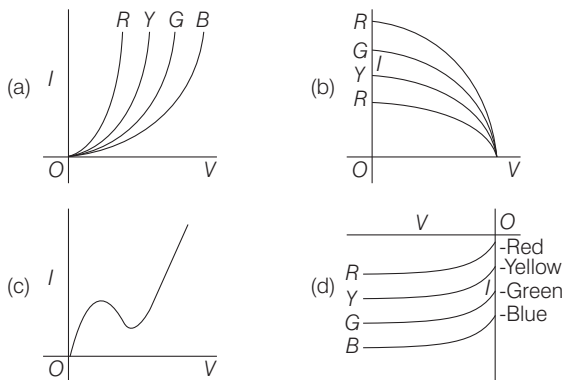 (a)
I
R Y G B
O
V
(b)
R
G
Y
I
R
O
V
(c)
I
O
V
(d)
V
O
-Red
-Yellow
-Green
-Blue
R
Y
G
B
I